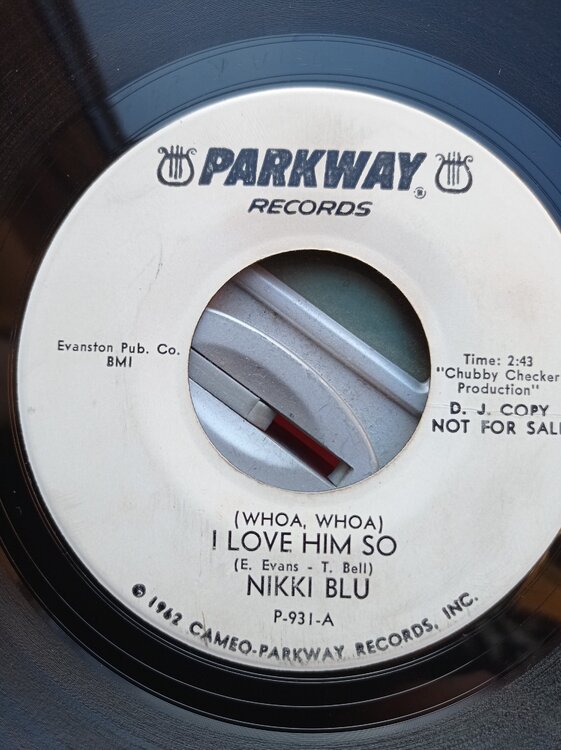 PARKWAY®
RECORDS
Evanston Pub. Co.
BMI
Time: 2:43
"Chubby Checker
Production"
D. J. COPY
NOT FOR SALE
(WHOA, WHOA)
I LOVE HIM SO
(E. Evans - T. Bell)
NIKKI BLU
P-931-A
© 1962 CAMEO-PARKWAY RECORDS, INC.